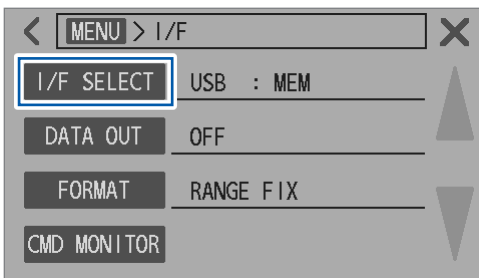 MENU > I/F
I/F SELECT USB : MEM
DATA OUT OFF
FORMAT RANGE FIX
CMD MONITOR